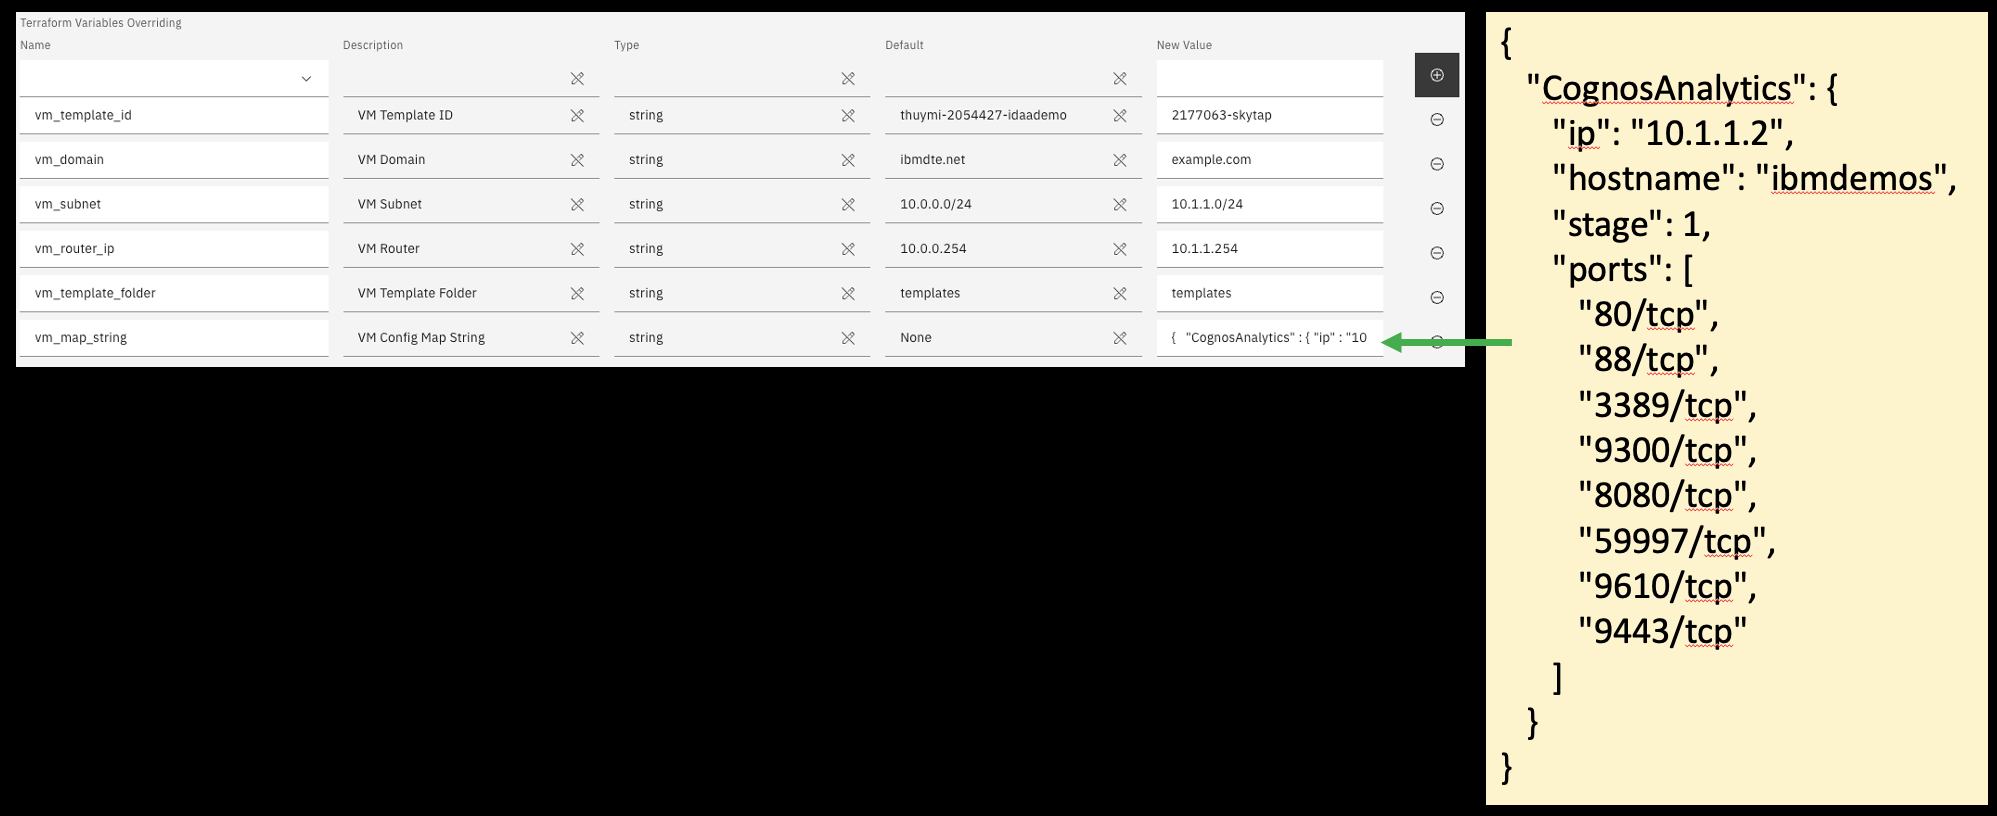 Terraform Variables Overriding
Name Description Type Default New Value
vm_template_id VM Template ID string thuymi-2054427-idaademo 2177063-skytap
vm_domain VM Domain string ibmdte.net example.com
vm_subnet VM Subnet string 10.0.0.0/24 10.1.1.0/24
vm_router_ip VM Router string 10.0.0.254 10.1.1.254
vm_template_folder VM Template Folder string templates templates
vm_map_string VM Config Map String string None { "CognosAnalytics" : { "ip" : "10
{
"CognosAnalytics": {
"ip": "10.1.1.2",
"hostname": "ibmdemos",
"stage": 1,
"ports": [
"80/tcp",
"88/tcp",
"3389/tcp",
"9300/tcp",
"8080/tcp",
"59997/tcp",
"9610/tcp",
"9443/tcp"
]
}
}